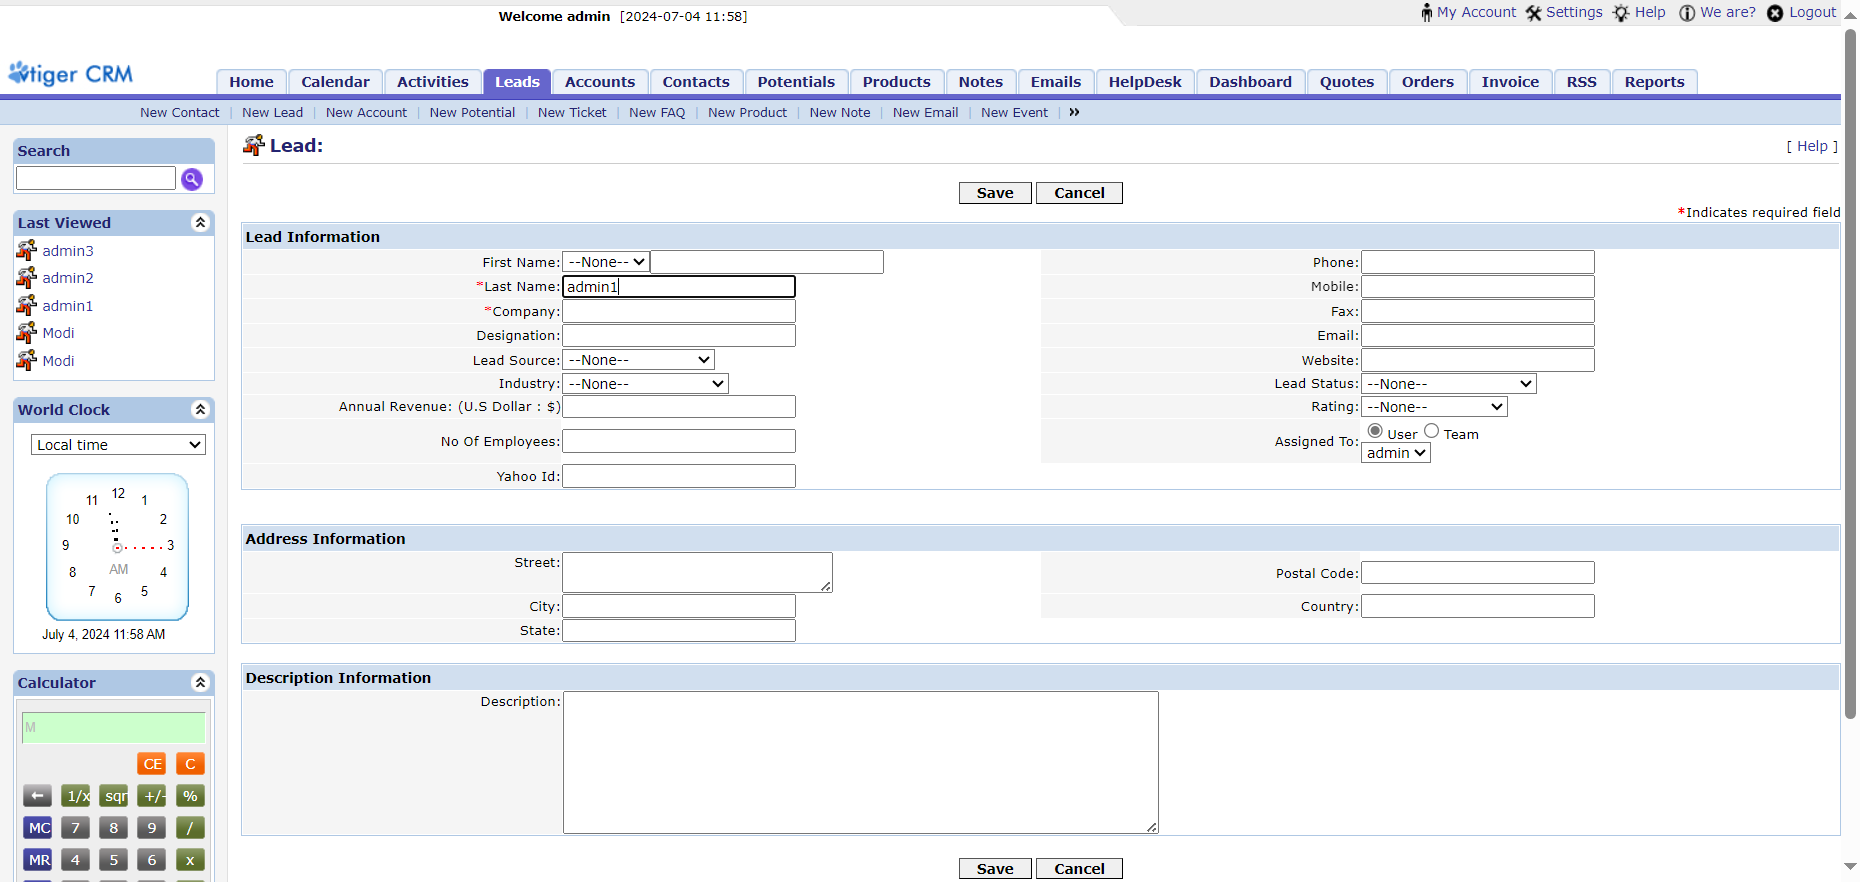 Welcome admin [2024-07-04 11:58]
My Account Settings Help We are? Logout
vtiger CRM
Home Calendar Activities Leads Accounts Contacts Potentials Products Notes Emails HelpDesk Dashboard Quotes Orders Invoice RSS Reports
New Contact | New Lead | New Account | New Potential | New Ticket | New FAQ | New Product | New Note | New Email | New Event | »
Search
Last Viewed
admin3
admin2
admin1
Modi
Modi
World Clock
Local time
12
11 1
10 2
9 3
AM
8 4
7 5
6
July 4, 2024 11:58 AM
Calculator
M
CE C
← 1/x sqr +/- %
MC 7 8 9 /
MR 4 5 6 x
Lead:
[ Help ]
Save Cancel
*Indicates required field
Lead Information
First Name: --None--
Phone:
*Last Name: admin1
Mobile:
*Company:
Fax:
Designation:
Email:
Lead Source: --None--
Website:
Industry: --None--
Lead Status: --None--
Annual Revenue: (U.S Dollar : $)
Rating: --None--
No Of Employees:
Assigned To: User Team
admin
Yahoo Id:
Address Information
Street:
Postal Code:
City:
Country:
State:
Description Information
Description:
Save Cancel